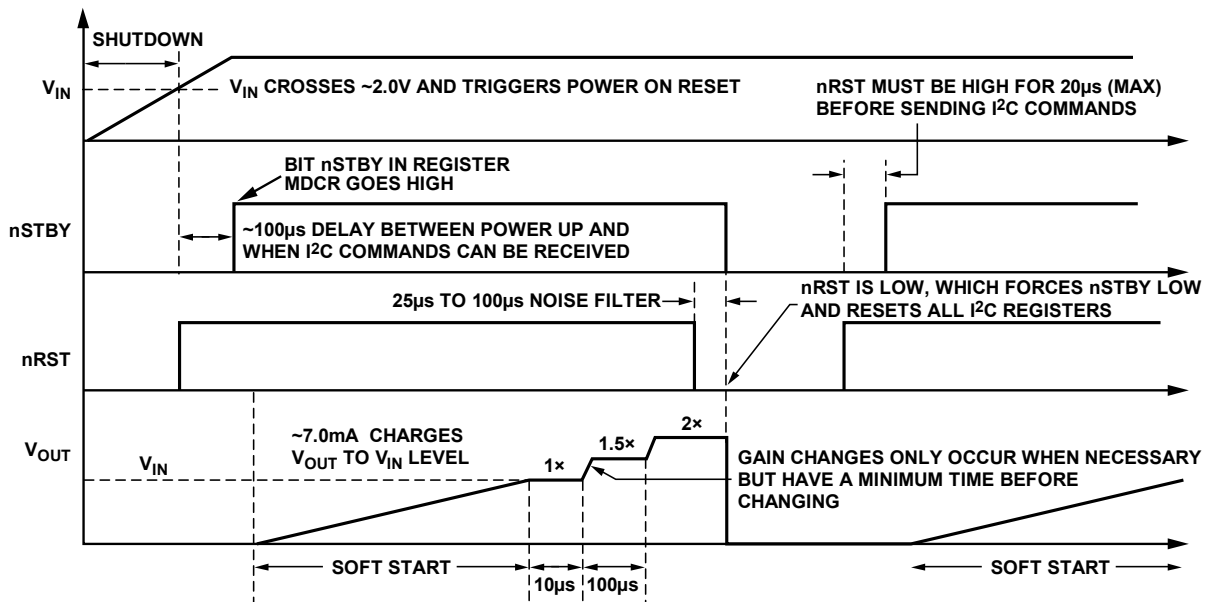 SHUTDOWN
VIN
VIN CROSSES ~2.0V AND TRIGGERS POWER ON RESET
nRST MUST BE HIGH FOR 20µs (MAX)
BEFORE SENDING I2C COMMANDS
BIT nSTBY IN REGISTER
MDCR GOES HIGH
nSTBY
~100µs DELAY BETWEEN POWER UP AND
WHEN I2C COMMANDS CAN BE RECEIVED
25µs TO 100µs NOISE FILTER
nRST IS LOW, WHICH FORCES nSTBY LOW
AND RESETS ALL I2C REGISTERS
nRST
VOUT
VIN
~7.0mA CHARGES
VOUT TO VIN LEVEL
1×
1.5×
2×
GAIN CHANGES ONLY OCCUR WHEN NECESSARY
BUT HAVE A MINIMUM TIME BEFORE
CHANGING
SOFT START
10µs
100µs
SOFT START